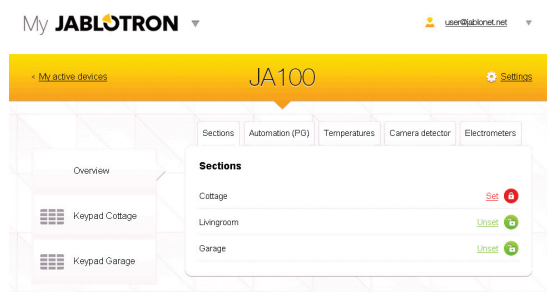 My JABLOTRON
user@jablonet.net
< My active devices
JA100
Settings
Sections
Automation (PG)
Temperatures
Camera detector
Electrometers
Overview
Keypad Cottage
Keypad Garage
Sections
Cottage
Set
Livingroom
Unset
Garage
Unset